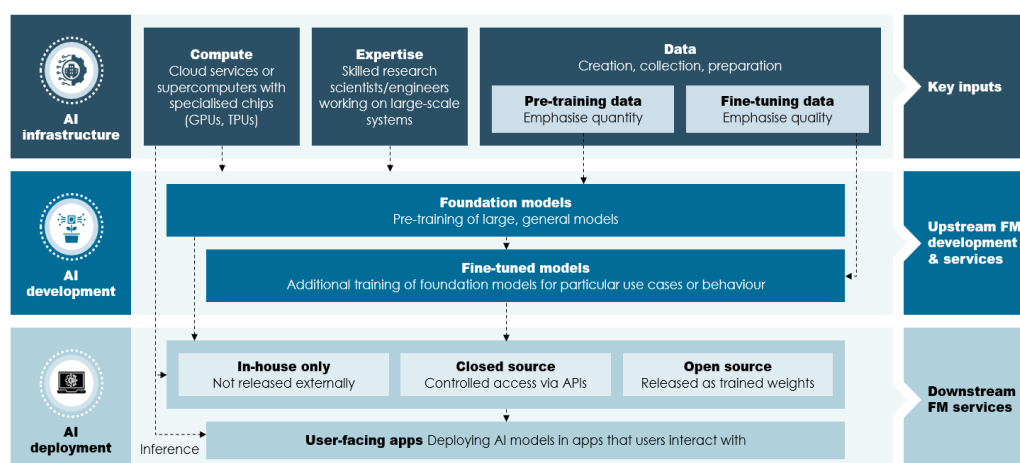 AI
infrastructure
Compute
Cloud services or
supercomputers with
specialised chips
(GPUs, TPUs)
Expertise
Skilled research
scientists/engineers
working on large-scale
systems
Data
Creation, collection, preparation
Pre-training data
Emphasise quantity
Fine-tuning data
Emphasise quality
Key inputs
AI
development
Foundation models
Pre-training of large, general models
Fine-tuned models
Additional training of foundation models for particular use cases or behaviour
Upstream FM
development
& services
AI
deployment
In-house only
Not released externally
Closed source
Controlled access via APIs
Open source
Released as trained weights
Inference
User-facing apps Deploying AI models in apps that users interact with
Downstream
FM services